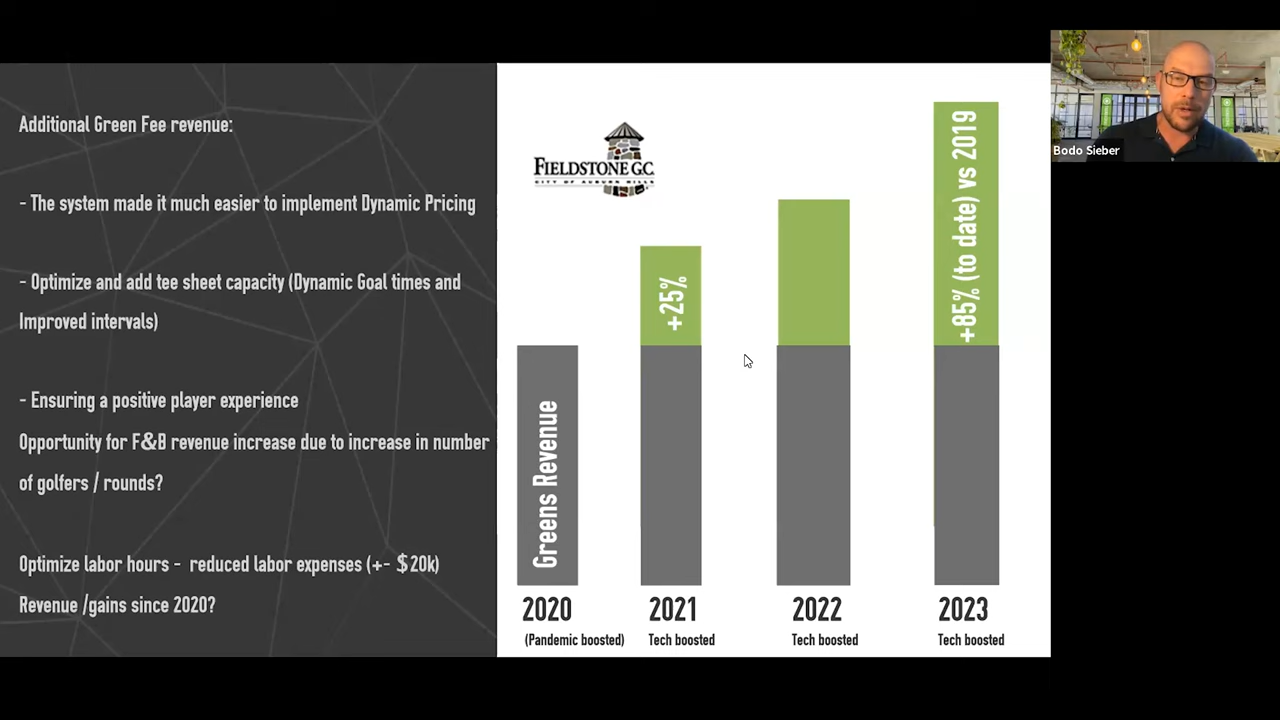 Additional Green Fee revenue:
- The system made it much easier to implement Dynamic Pricing
- Optimize and add tee sheet capacity (Dynamic Goal times and
Improved intervals)
- Ensuring a positive player experience
Opportunity for F&B revenue increase due to increase in number
of golfers / rounds?
Optimize labor hours - reduced labor expenses (+- $20k)
Revenue /gains since 2020?
FIELDSTONE G.C.
CITY OF AUBURN HILLS
Greens Revenue
+25%
+85% (to date) vs 2019
2020
(Pandemic boosted)
2021
Tech boosted
2022
Tech boosted
2023
Tech boosted
Bodo Sieber